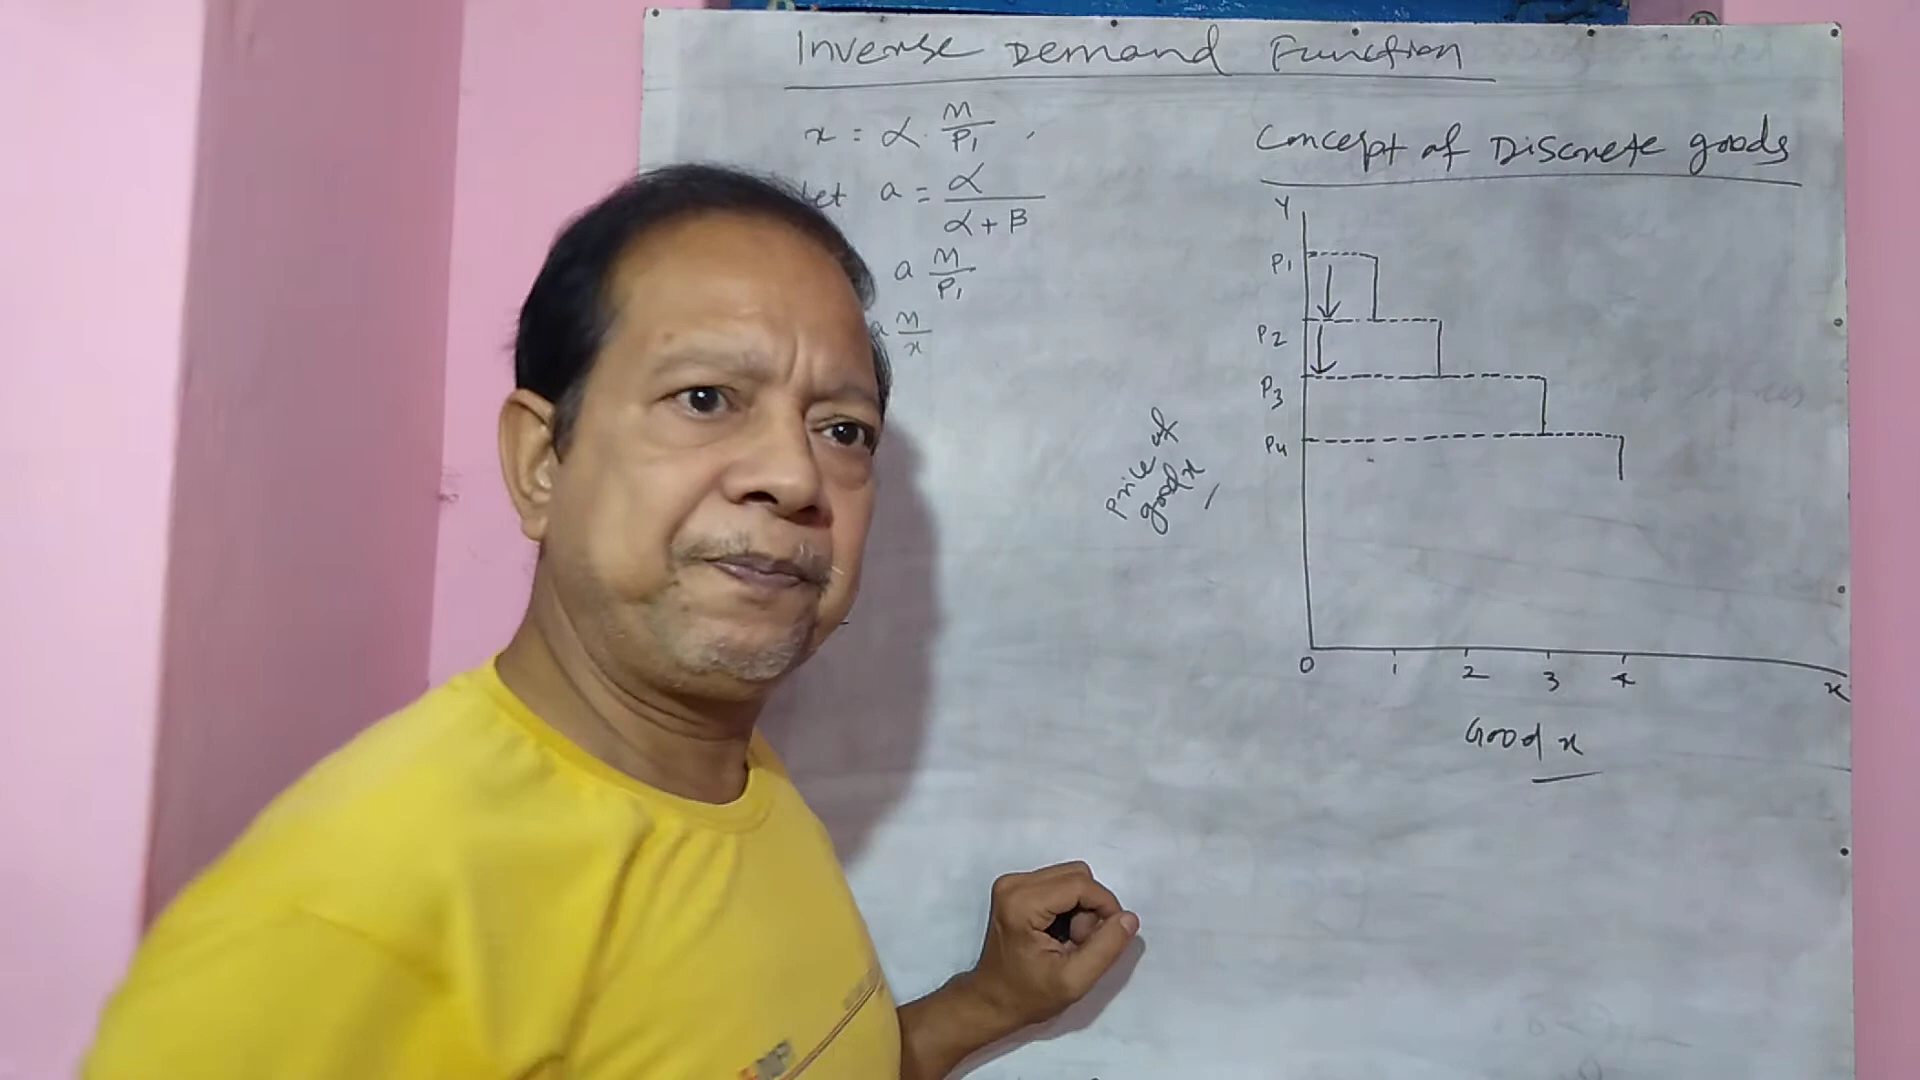 Inverse Demand Function
x = α · M/P₁ ,
Let a = α/(α + β)
a M/P₁
a M/x
Concept of Discrete goods
Y
P₁
P₂
P₃
P₄
Price of
good x
0 1 2 3 4 x
Good x